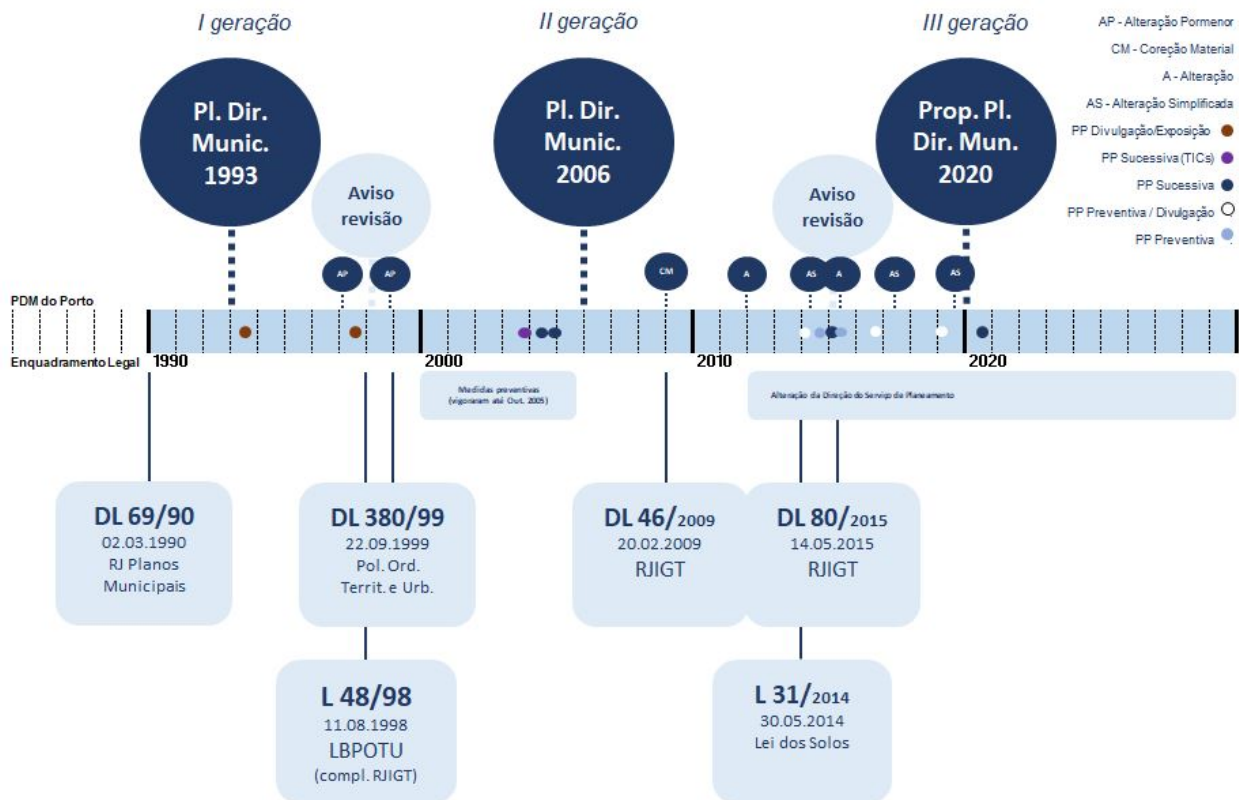 I geração
II geração
III geração
AP - Alteração Pormenor
CM - Coreção Material
A - Alteração
AS - Alteração Simplificada
PP Divulgação/Exposição
PP Sucessiva (TICs)
PP Sucessiva
PP Preventiva / Divulgação
PP Preventiva .
Pl. Dir.
Munic.
1993
Pl. Dir.
Munic.
2006
Prop. Pl.
Dir. Mun.
2020
Aviso
revisão
Aviso
revisão
AP
AP
CM
A
AS
A
AS
AS
PDM do Porto
Enquadramento Legal
1990
2000
2010
2020
Medidas preventivas
(vigoraram até Out. 2005)
Alteração da Direção do Serviço de Planeamento
DL 69/90
02.03.1990
RJ Planos
Municipais
DL 380/99
22.09.1999
Pol. Ord.
Territ. e Urb.
DL 46/2009
20.02.2009
RJIGT
DL 80/2015
14.05.2015
RJIGT
L 48/98
11.08.1998
LBPOTU
(compl. RJIGT)
L 31/2014
30.05.2014
Lei dos Solos